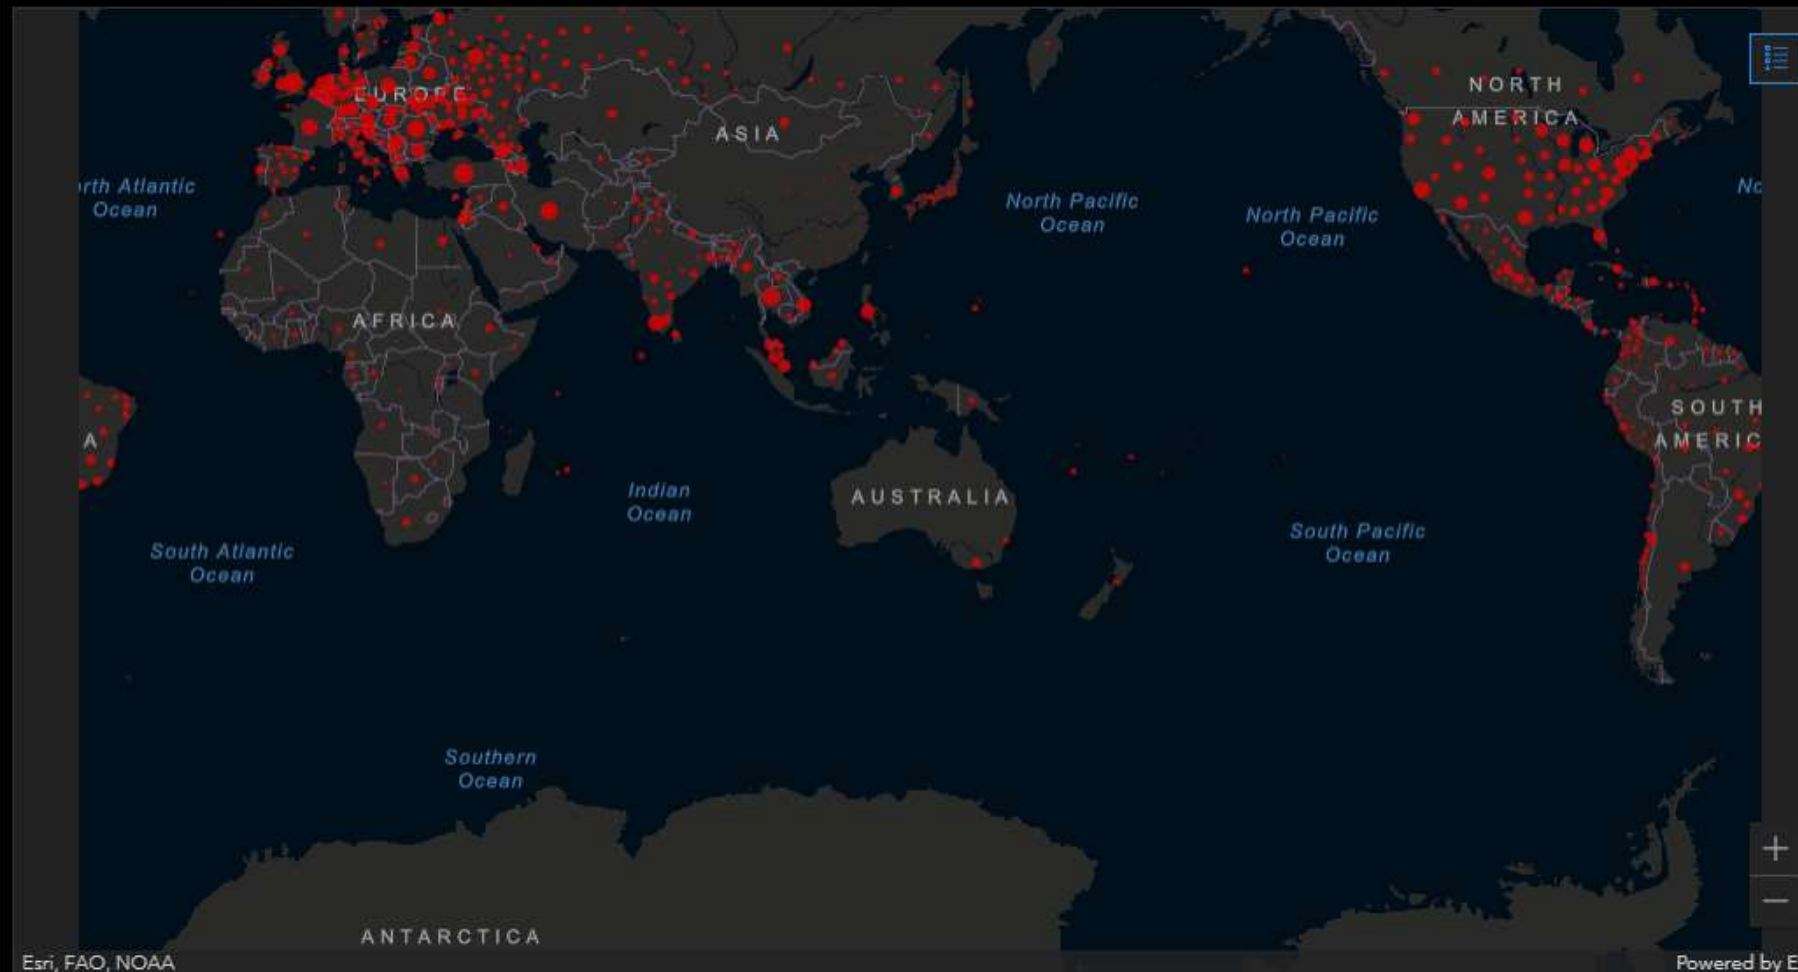 NORTH
AMERICA
EUROPE
ASIA
rth Atlantic
Ocean
North Pacific
Ocean
North Pacific
Ocean
No
AFRICA
SOUTH
AMERIC
A
Indian
Ocean
AUSTRALIA
South Atlantic
Ocean
South Pacific
Ocean
Southern
Ocean
ANTARCTICA
Esri, FAO, NOAA
Powered by E